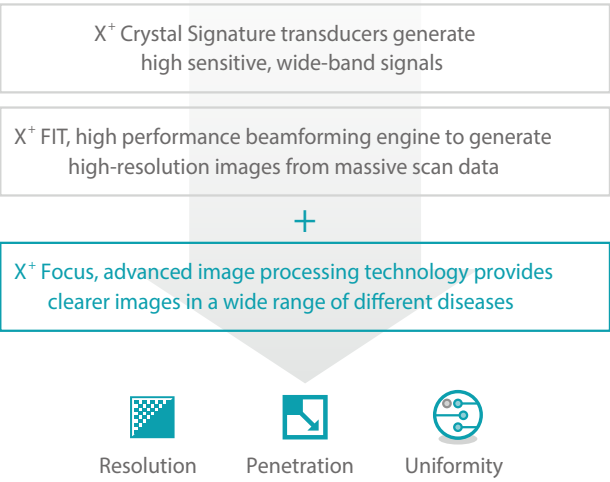 X⁺ Crystal Signature transducers generate
high sensitive, wide-band signals
X⁺ FIT, high performance beamforming engine to generate
high-resolution images from massive scan data
+
X⁺ Focus, advanced image processing technology provides
clearer images in a wide range of different diseases
Resolution Penetration Uniformity